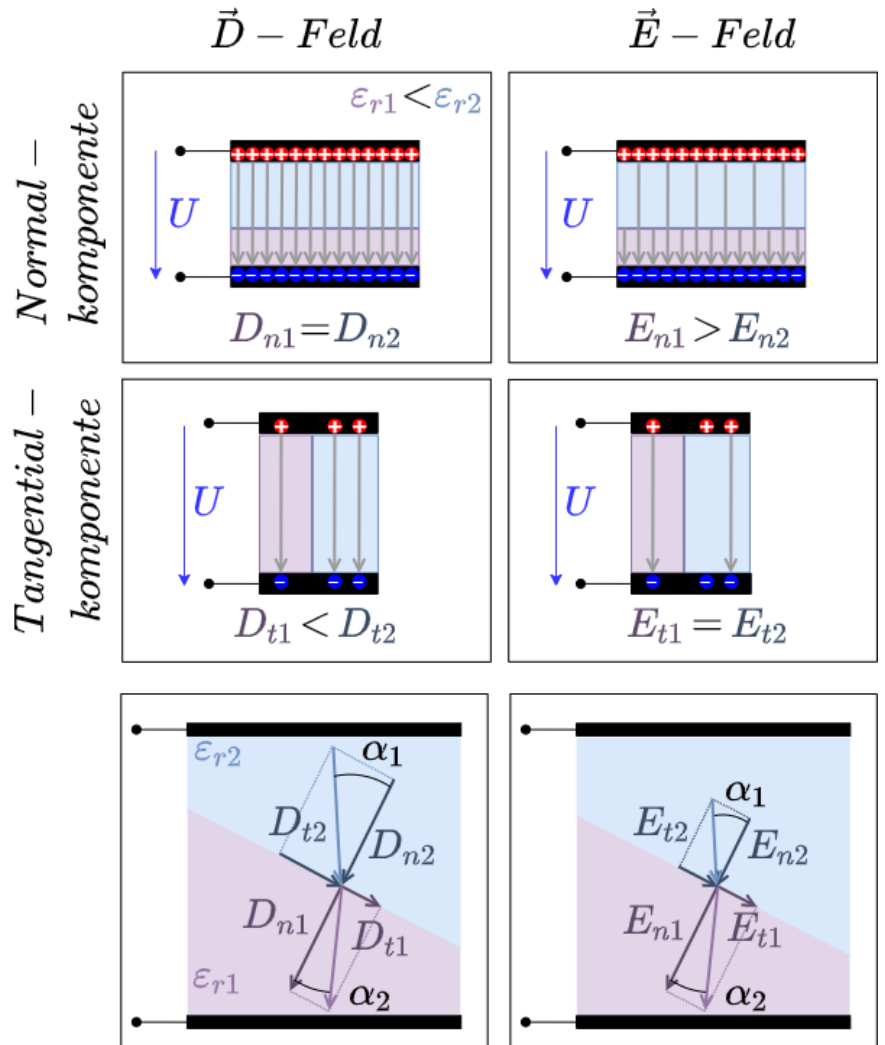 D⃗ – Feld
E⃗ – Feld
Normal –
komponente
εr1<εr2
U
+ + + + + + + + + + + + +
− − − − − − − − − − − − −
Dn1=Dn2
U
+ + + + + + + + + + + + +
− − − − − − − − − − − − −
En1>En2
Tangential –
komponente
U
+ + +
− − −
Dt1<Dt2
U
+ + +
− − −
Et1=Et2
εr2
α1
Dt2
Dn2
Dn1
Dt1
εr1
α2
α1
Et2
En2
En1
Et1
α2